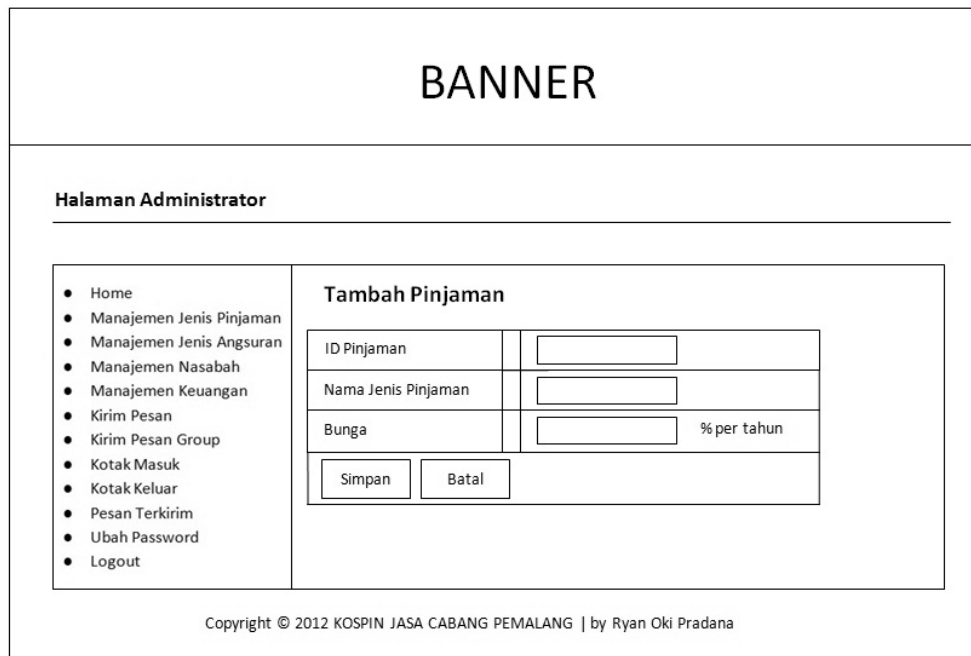 BANNER
Halaman Administrator
Home
Manajemen Jenis Pinjaman
Manajemen Jenis Angsuran
Manajemen Nasabah
Manajemen Keuangan
Kirim Pesan
Kirim Pesan Group
Kotak Masuk
Kotak Keluar
Pesan Terkirim
Ubah Password
Logout
Tambah Pinjaman
ID Pinjaman
Nama Jenis Pinjaman
Bunga % per tahun
Simpan Batal
Copyright © 2012 KOSPIN JASA CABANG PEMALANG | by Ryan Oki Pradana